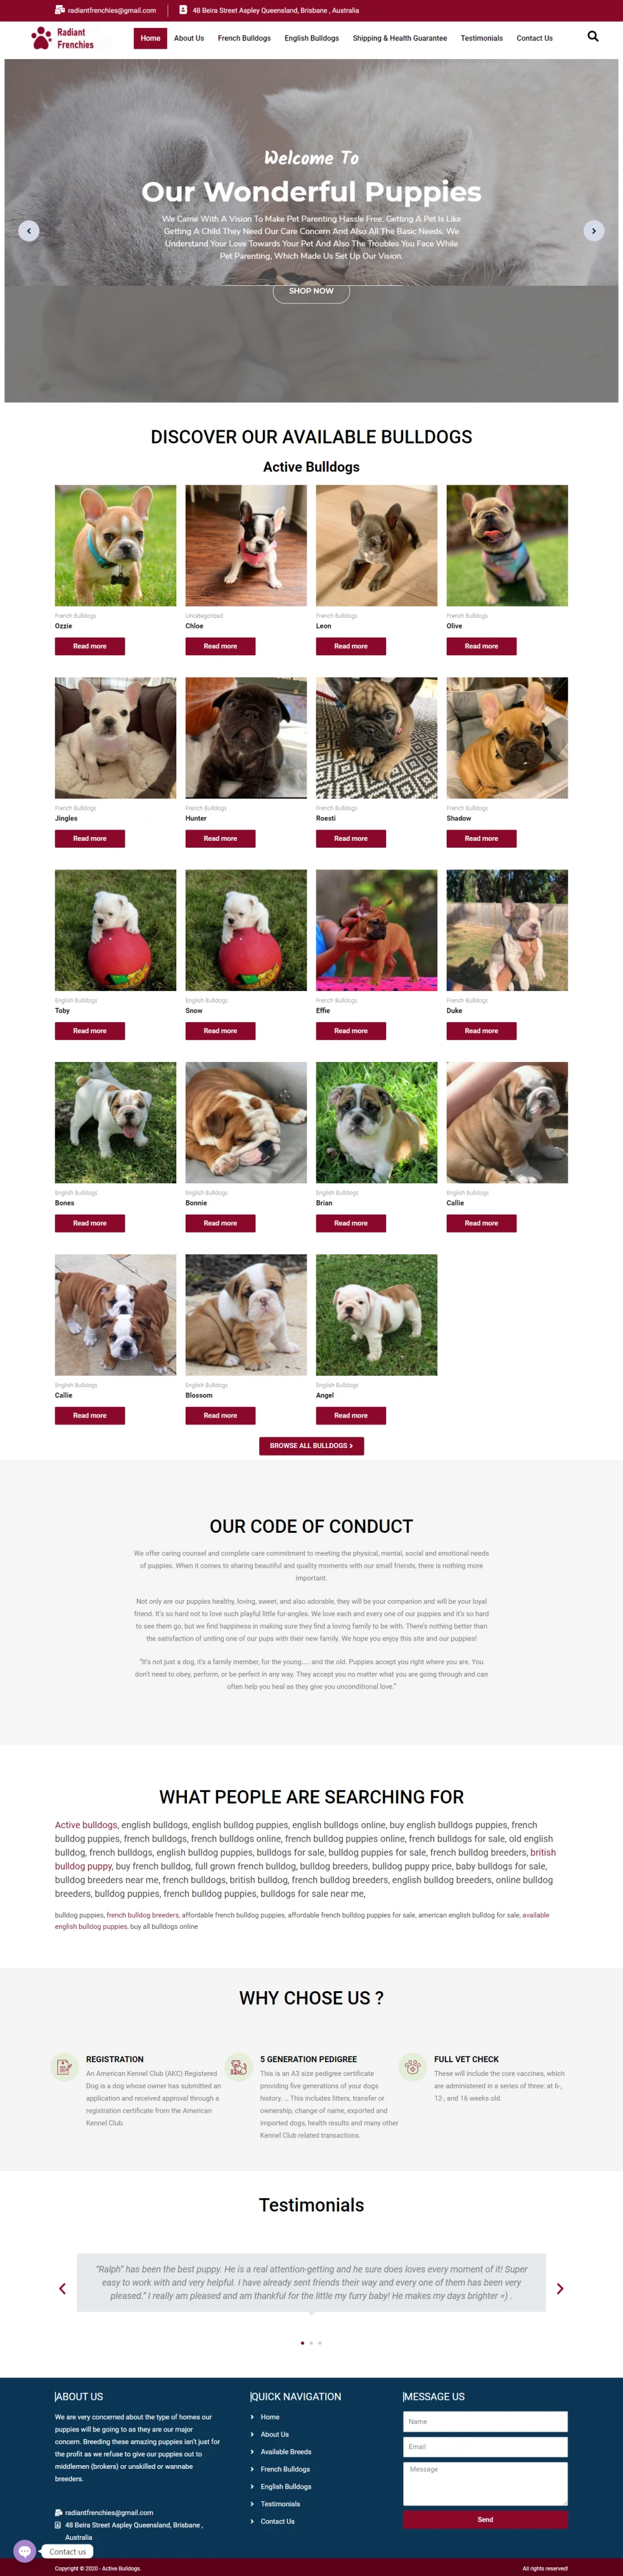 radiantfrenchies@gmail.com
48 Beira Street Aspley Queensland, Brisbane , Australia
Radiant
Frenchies
Home
About Us
French Bulldogs
English Bulldogs
Shipping & Health Guarantee
Testimonials
Contact Us
Welcome To
Our Wonderful Puppies
We Came With A Vision To Make Pet Parenting Hassle Free. Getting A Pet Is Like
Getting A Child They Need Our Care Concern And Also All The Basic Needs. We
Understand Your Love Towards Your Pet And Also The Troubles You Face While
Pet Parenting, Which Made Us Set Up Our Vision.
SHOP NOW
DISCOVER OUR AVAILABLE BULLDOGS
Active Bulldogs
French Bulldogs
Ozzie
Read more
Uncategorized
Chloe
Read more
French Bulldogs
Leon
Read more
French Bulldogs
Olive
Read more
French Bulldogs
Jingles
Read more
French Bulldogs
Hunter
Read more
French Bulldogs
Roesti
Read more
French Bulldogs
Shadow
Read more
English Bulldogs
Toby
Read more
English Bulldogs
Snow
Read more
French Bulldogs
Effie
Read more
French Bulldogs
Duke
Read more
English Bulldogs
Bones
Read more
English Bulldogs
Bonnie
Read more
English Bulldogs
Brian
Read more
English Bulldogs
Callie
Read more
English Bulldogs
Callie
Read more
English Bulldogs
Blossom
Read more
English Bulldogs
Angel
Read more
BROWSE ALL BULLDOGS
OUR CODE OF CONDUCT
We offer caring counsel and complete care commitment to meeting the physical, mental, social and emotional needs
of puppies. When it comes to sharing beautiful and quality moments with our small friends, there is nothing more
important.
Not only are our puppies healthy, loving, sweet, and also adorable, they will be your companion and will be your loyal
friend. It's so hard not to love such playful little fur-angles. We love each and every one of our puppies and it's so hard
to see them go, but we find happiness in making sure they find a loving family to be with. There's nothing better than
the satisfaction of uniting one of our pups with their new family. We hope you enjoy this site and our puppies!
"It's not just a dog, it's a family member, for the young..... and the old. Puppies accept you right where you are. You
don't need to obey, perform, or be perfect in any way. They accept you no matter what you are going through and can
often help you heal as they give you unconditional love."
WHAT PEOPLE ARE SEARCHING FOR
Active bulldogs, english bulldogs, english bulldog puppies, english bulldogs online, buy english bulldogs puppies, french
bulldog puppies, french bulldogs, french bulldogs online, french bulldog puppies online, french bulldogs for sale, old english
bulldog, french bulldogs, english bulldog puppies, bulldogs for sale, bulldog puppies for sale, french bulldog breeders, british
bulldog puppy, buy french bulldog, full grown french bulldog, bulldog breeders, bulldog puppy price, baby bulldogs for sale,
bulldog breeders near me, french bulldogs, british bulldog, french bulldog breeders, english bulldog breeders, online bulldog
breeders, bulldog puppies, french bulldog puppies, bulldogs for sale near me,
bulldog puppies, french bulldog breeders, affordable french bulldog puppies, affordable french bulldog puppies for sale, american english bulldog for sale, available
english bulldog puppies, buy all bulldogs online
WHY CHOSE US ?
REGISTRATION
An American Kennel Club (AKC) Registered
Dog is a dog whose owner has submitted an
application and received approval through a
registration certificate from the American
Kennel Club.
5 GENERATION PEDIGREE
This is an A3 size pedigree certificate
providing five generations of your dogs
history. ... This includes litters, transfer or
ownership, change of name, exported and
imported dogs, health results and many other
Kennel Club related transactions.
FULL VET CHECK
These will include the core vaccines, which
are administered in a series of three: at 6-,
12-, and 16 weeks old.
Testimonials
"Ralph" has been the best puppy. He is a real attention-getting and he sure does loves every moment of it! Super
easy to work with and very helpful. I have already sent friends their way and every one of them has been very
pleased." I really am pleased and am thankful for the little my furry baby! He makes my days brighter =) .
|ABOUT US
We are very concerned about the type of homes our
puppies will be going to as they are our major
concern. Breeding these amazing puppies isn't just for
the profit as we refuse to give our puppies out to
middlemen (brokers) or unskilled or wannabe
breeders.
radiantfrenchies@gmail.com
48 Beira Street Aspley Queensland, Brisbane ,
Australia
|QUICK NAVIGATION
Home
About Us
Available Breeds
French Bulldogs
English Bulldogs
Testimonials
Contact Us
|MESSAGE US
Name
Email
Message
Send
Contact us
Copyright © 2020 - Active Bulldogs.
All rights reserved!